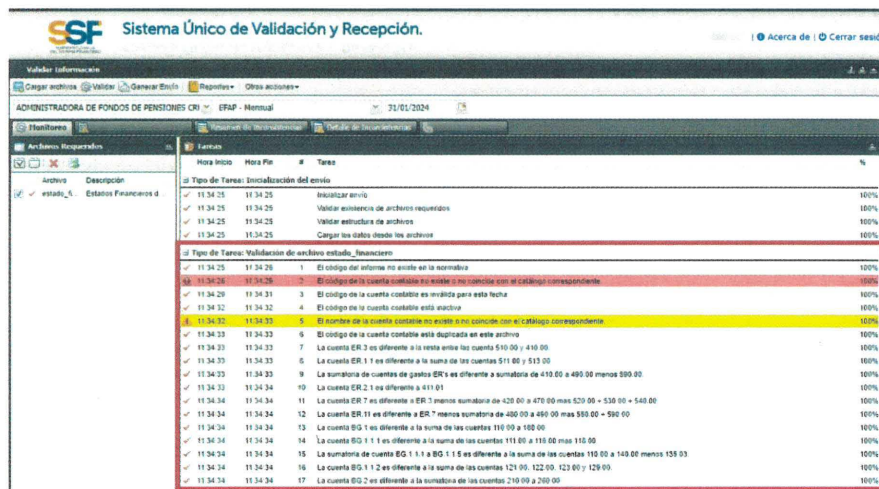 SSF
Sistema Único de Validación y Recepción.
Acerca de | Cerrar sesió
Validar Información
Cargar archivos Validar Generar Envío Reportes Otras acciones
ADMINISTRADORA DE FONDOS DE PENSIONES CRI EFAP - Mensual 31/01/2024
Monitoreo Resumen de Inconsistencias Detalle de Inconsistencias
Archivos Requeridos
Archivo Descripción
estado_fi... Estados Financieros d...
Tareas
Hora Inicio Hora Fin # Tarea %
Tipo de Tarea: Inicialización del envío
11:34:25 11:34:25 Inicializar envío 100%
11:34:25 11:34:25 Validar existencia de archivos requeridos 100%
11:34:25 11:34:25 Validar estructura de archivos 100%
11:34:25 11:34:25 Cargar los datos desde los archivos 100%
Tipo de Tarea: Validación de archivo estado_financiero
11:34:25 11:34:26 1 El código del informe no existe en la normativa 100%
11:34:26 11:34:28 2 El código de la cuenta contable no existe o no coincide con el catálogo correspondiente. 100%
11:34:28 11:34:31 3 El código de la cuenta contable es inválida para esta fecha 100%
11:34:32 11:34:32 4 El código de la cuenta contable está inactiva 100%
11:34:32 11:34:33 5 El nombre de la cuenta contable no existe o no coincide con el catálogo correspondiente. 100%
11:34:33 11:34:33 6 El código de la cuenta contable está duplicada en este archivo 100%
11:34:33 11:34:33 7 La cuenta ER.3 es diferente a la resta entre las cuentas 510.00 y 410.00. 100%
11:34:33 11:34:33 8 La cuenta ER.1.1 es diferente a la suma de las cuentas 511.00 y 513.00 100%
11:34:33 11:34:33 9 La sumatoria de cuentas de gastos ER's es diferente a sumatoria de 410.00 a 490.00 menos 590.00. 100%
11:34:33 11:34:34 10 La cuenta ER.2.1 es diferente a 411.01 100%
11:34:34 11:34:34 11 La cuenta ER.7 es diferente a ER.3 menos sumatoria de 420.00 a 470.00 mas 520.00 + 530.00 + 540.00 100%
11:34:34 11:34:34 12 La cuenta ER.11 es diferente a ER.7 menos sumatoria de 480.00 a 490.00 mas 580.00 + 590.00 100%
11:34:34 11:34:34 13 La cuenta BG.1 es diferente a la suma de las cuentas 110.00 a 180.00 100%
11:34:34 11:34:34 14 La cuenta BG.1.1.1 es diferente a la suma de las cuentas 111.00 a 118.00 100%
11:34:34 11:34:34 15 La sumatoria de cuenta BG.1.1.1 a BG.1.1.5 es diferente a la suma de las cuentas 110.00 a 140.00 menos 135.03. 100%
11:34:34 11:34:34 16 La cuenta BG.1.1.2 es diferente a la suma de las cuentas 121.00, 122.00, 123.00 y 129.00. 100%
11:34:34 11:34:34 17 La cuenta BG.2 es diferente a la sumatoria de las cuentas 210.00 a 260.00 100%